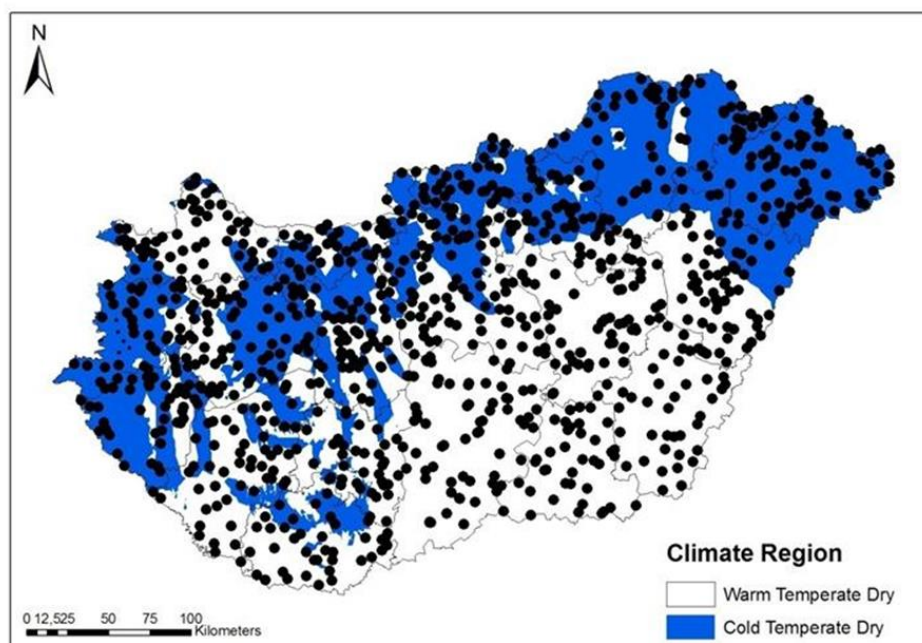 N
Climate Region
Warm Temperate Dry
Cold Temperate Dry
0 12,525 50 75 100
Kilometers